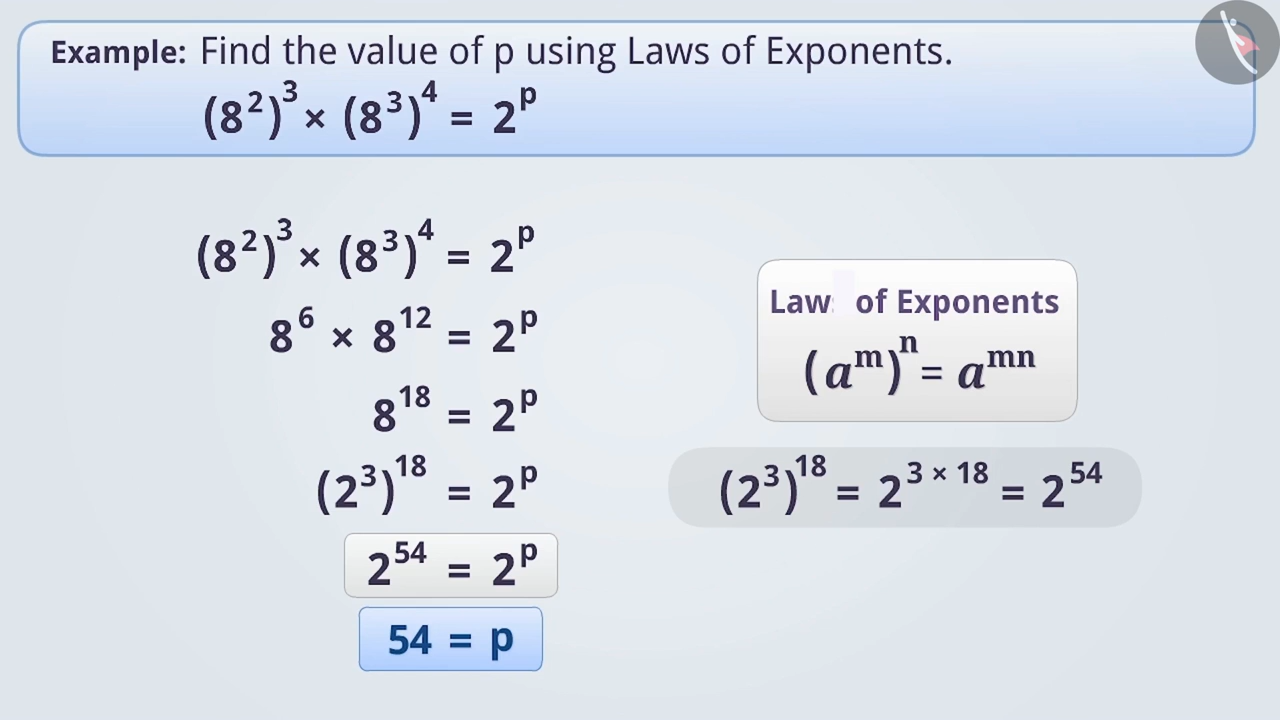 Example: Find the value of p using Laws of Exponents.
(8²)³ × (8³)⁴ = 2ᵖ
(8²)³ × (8³)⁴ = 2ᵖ
8⁶ × 8¹² = 2ᵖ
8¹⁸ = 2ᵖ
(2³)¹⁸ = 2ᵖ
2⁵⁴ = 2ᵖ
54 = p
Law of Exponents
(aᵐ)ⁿ = aᵐⁿ
(2³)¹⁸ = 2³ ˣ ¹⁸ = 2⁵⁴